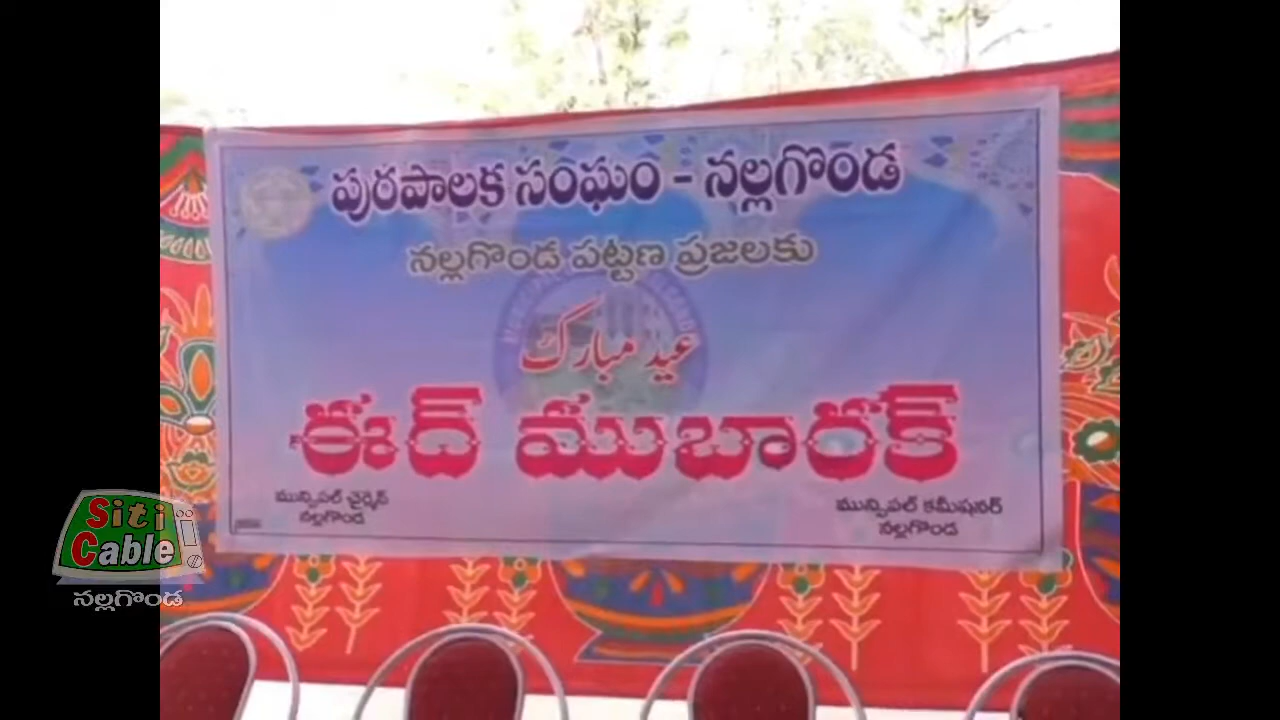 పురపాలక సంఘం - నల్లగొండ
నల్లగొండ పట్టణ ప్రజలకు
عید مبارک
ఈద్ ముబారక్
మున్సిపల్ చైర్మెన్
నల్లగొండ
మున్సిపల్ కమీషనర్
నల్లగొండ
Siti
Cable
నల్లగొండ